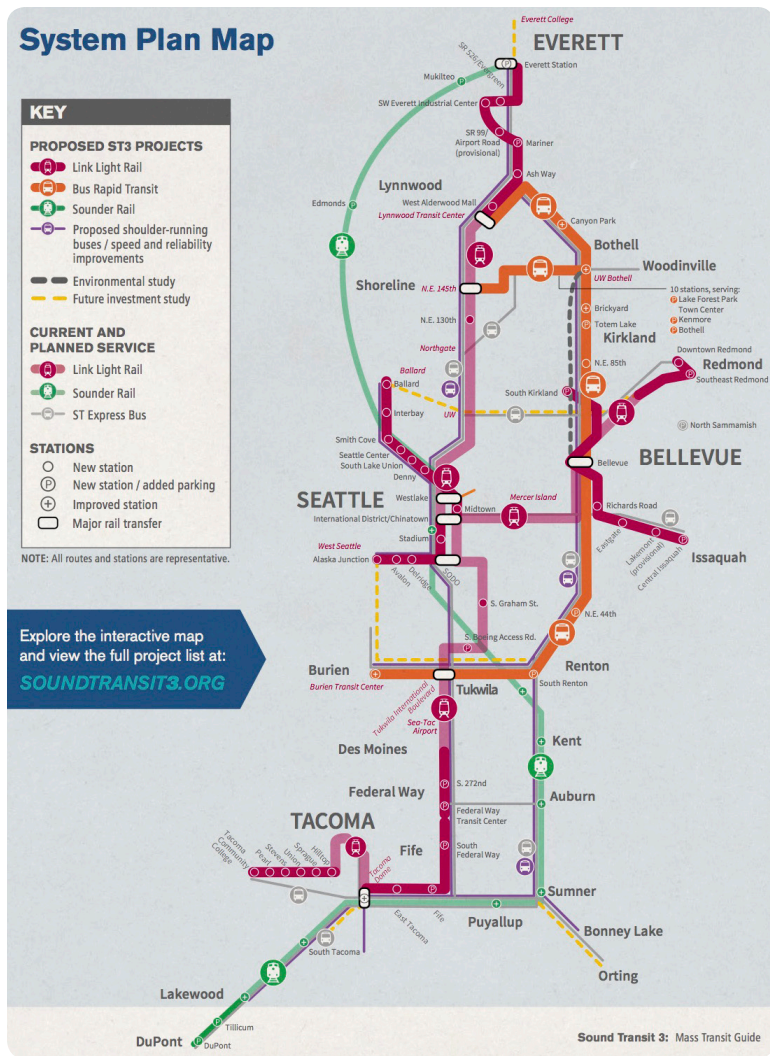 System Plan Map
KEY
PROPOSED ST3 PROJECTS
Link Light Rail
Bus Rapid Transit
Sounder Rail
Proposed shoulder-running
buses / speed and reliability
improvements
Environmental study
Future investment study
CURRENT AND
PLANNED SERVICE
Link Light Rail
Sounder Rail
ST Express Bus
STATIONS
New station
P
New station / added parking
Improved station
Major rail transfer
NOTE: All routes and stations are representative.
Explore the interactive map
and view the full project list at:
SOUNDTRANSIT3.ORG
Everett College
EVERETT
SR 526/Evergreen
Everett Station
Mukilteo
SW Everett Industrial Center
SR 99/
Airport Road
(provisional)
Mariner
Ash Way
Lynnwood
West Alderwood Mall
Lynnwood Transit Center
Edmonds
Canyon Park
Bothell
Woodinville
UW Bothell
Shoreline
N.E. 145th
10 stations, serving:
Lake Forest Park
Town Center
Kenmore
Bothell
N.E. 130th
Brickyard
Totem Lake
Kirkland
Northgate
N.E. 85th
Downtown Redmond
Redmond
Southeast Redmond
Ballard
Ballard
South Kirkland
Interbay
UW
North Sammamish
Smith Cove
Seattle Center
South Lake Union
Denny
Bellevue
BELLEVUE
SEATTLE
Westlake
Midtown
Mercer Island
International District/Chinatown
Richards Road
Stadium
Eastgate
Lakemont
(provisional)
Central Issaquah
Issaquah
West Seattle
Alaska Junction
Avalon
Delridge
SODO
S. Graham St.
N.E. 44th
S. Boeing Access Rd.
Burien
Burien Transit Center
Renton
South Renton
Tukwila
Tukwila International
Boulevard
Sea-Tac
Airport
Des Moines
Kent
S. 272nd
Federal Way
Federal Way
Transit Center
Auburn
TACOMA
Fife
South
Federal Way
Tacoma
Community
College
Pearl
Stevens
Union
Sprague
Hilltop
Tacoma
Dome
East Tacoma
Fife
Sumner
Puyallup
Bonney Lake
Orting
South Tacoma
Lakewood
Tillicum
DuPont
DuPont
Sound Transit 3: Mass Transit Guide